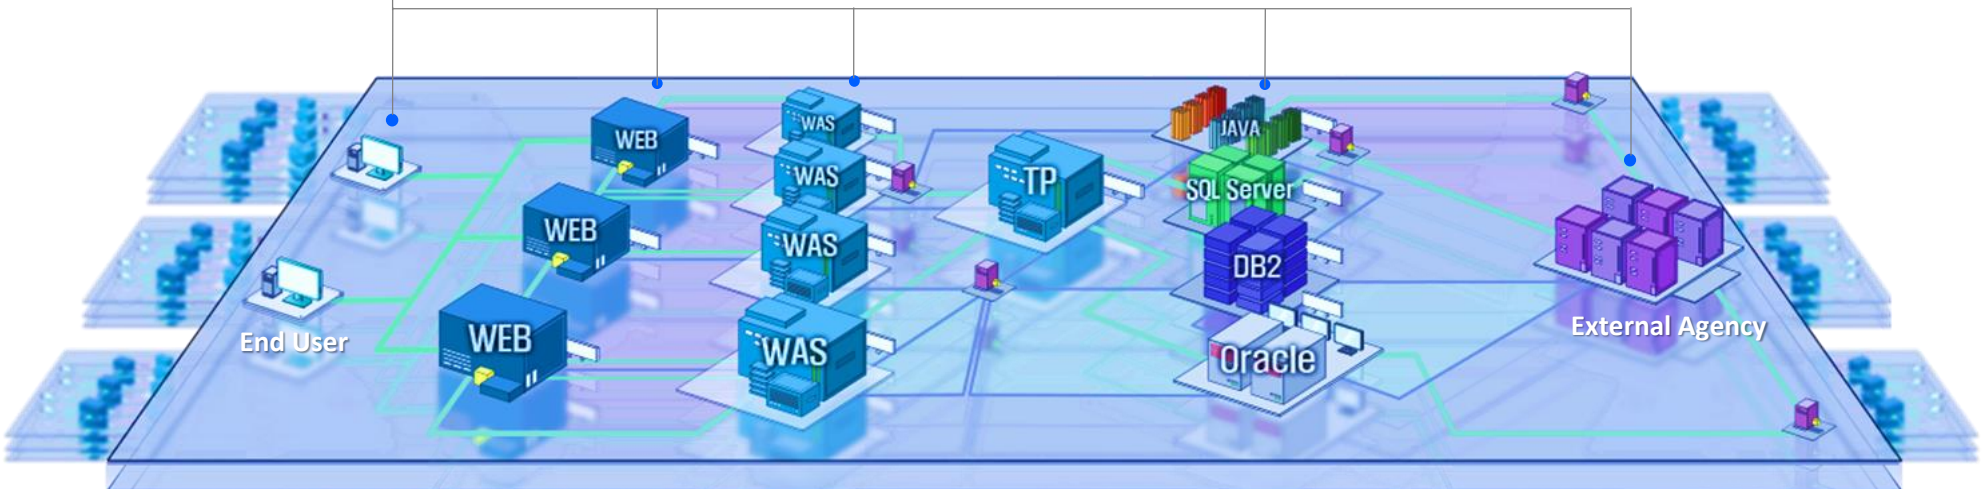 WEB
WAS
JAVA
WAS
TP
SQL Server
WEB
WAS
DB2
End User
WEB
WAS
Oracle
External Agency